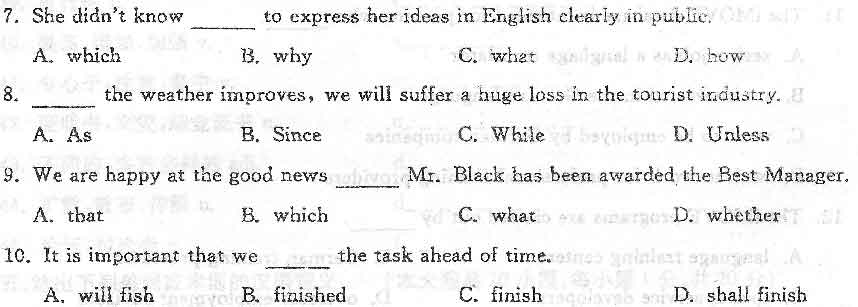 7. She didn't know ______ to express her ideas in English clearly in public.
A. which B. why C. what D. how
8. ______ the weather improves, we will suffer a huge loss in the tourist industry.
A. As B. Since C. While D. Unless
9. We are happy at the good news ______ Mr. Black has been awarded the Best Manager.
A. that B. which C. what D. whether
10. It is important that we ______ the task ahead of time.
A. will fish B. finished C. finish D. shall finish